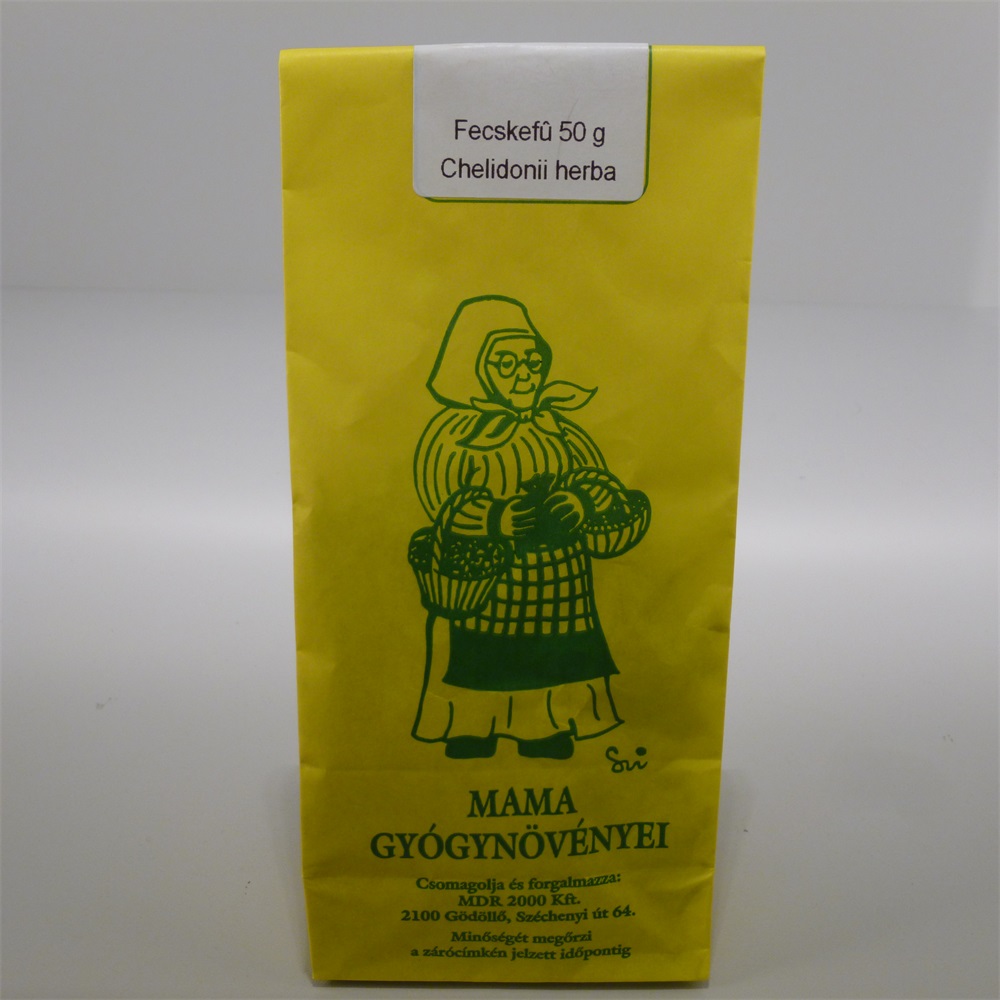 Fecskefû 50 g
Chelidonii herba
MAMA
GYÓGYNÖVÉNYEI
Csomagolja és forgalmazza:
MDR 2000 Kft.
2100 Gödöllő, Széchenyi út 64.
Minőségét megőrzi
a zárócímkén jelzett időpontig